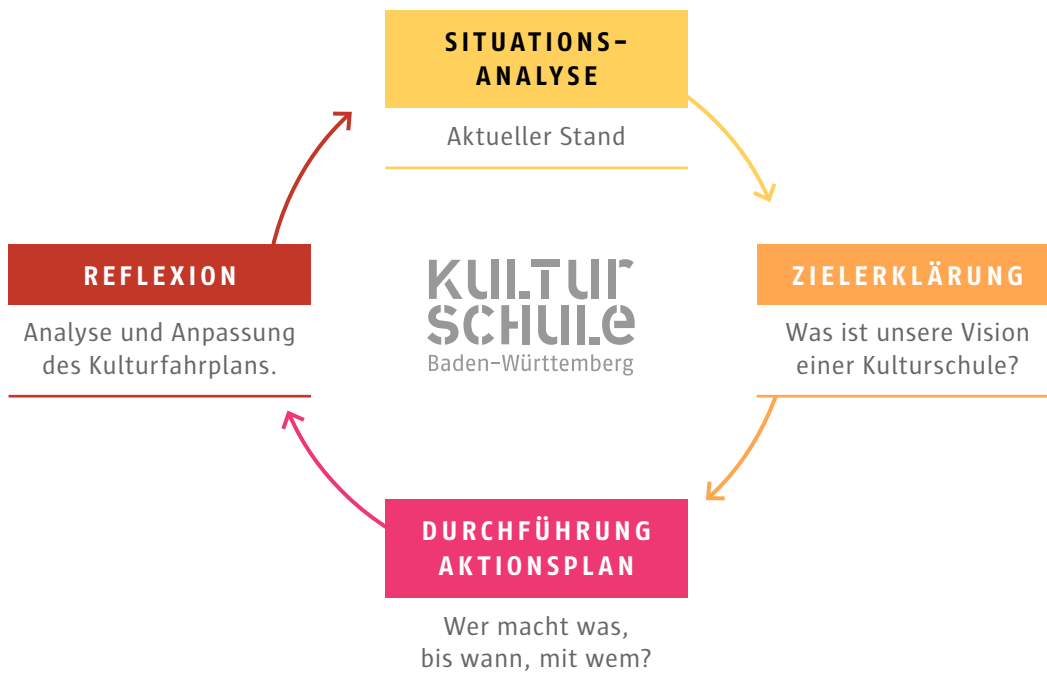 SITUATIONS-
ANALYSE
Aktueller Stand
REFLEXION
Analyse und Anpassung
des Kulturfahrplans.
KULTUR
SCHULE
Baden-Württemberg
ZIELERKLÄRUNG
Was ist unsere Vision
einer Kulturschule?
DURCHFÜHRUNG
AKTIONSPLAN
Wer macht was,
bis wann, mit wem?